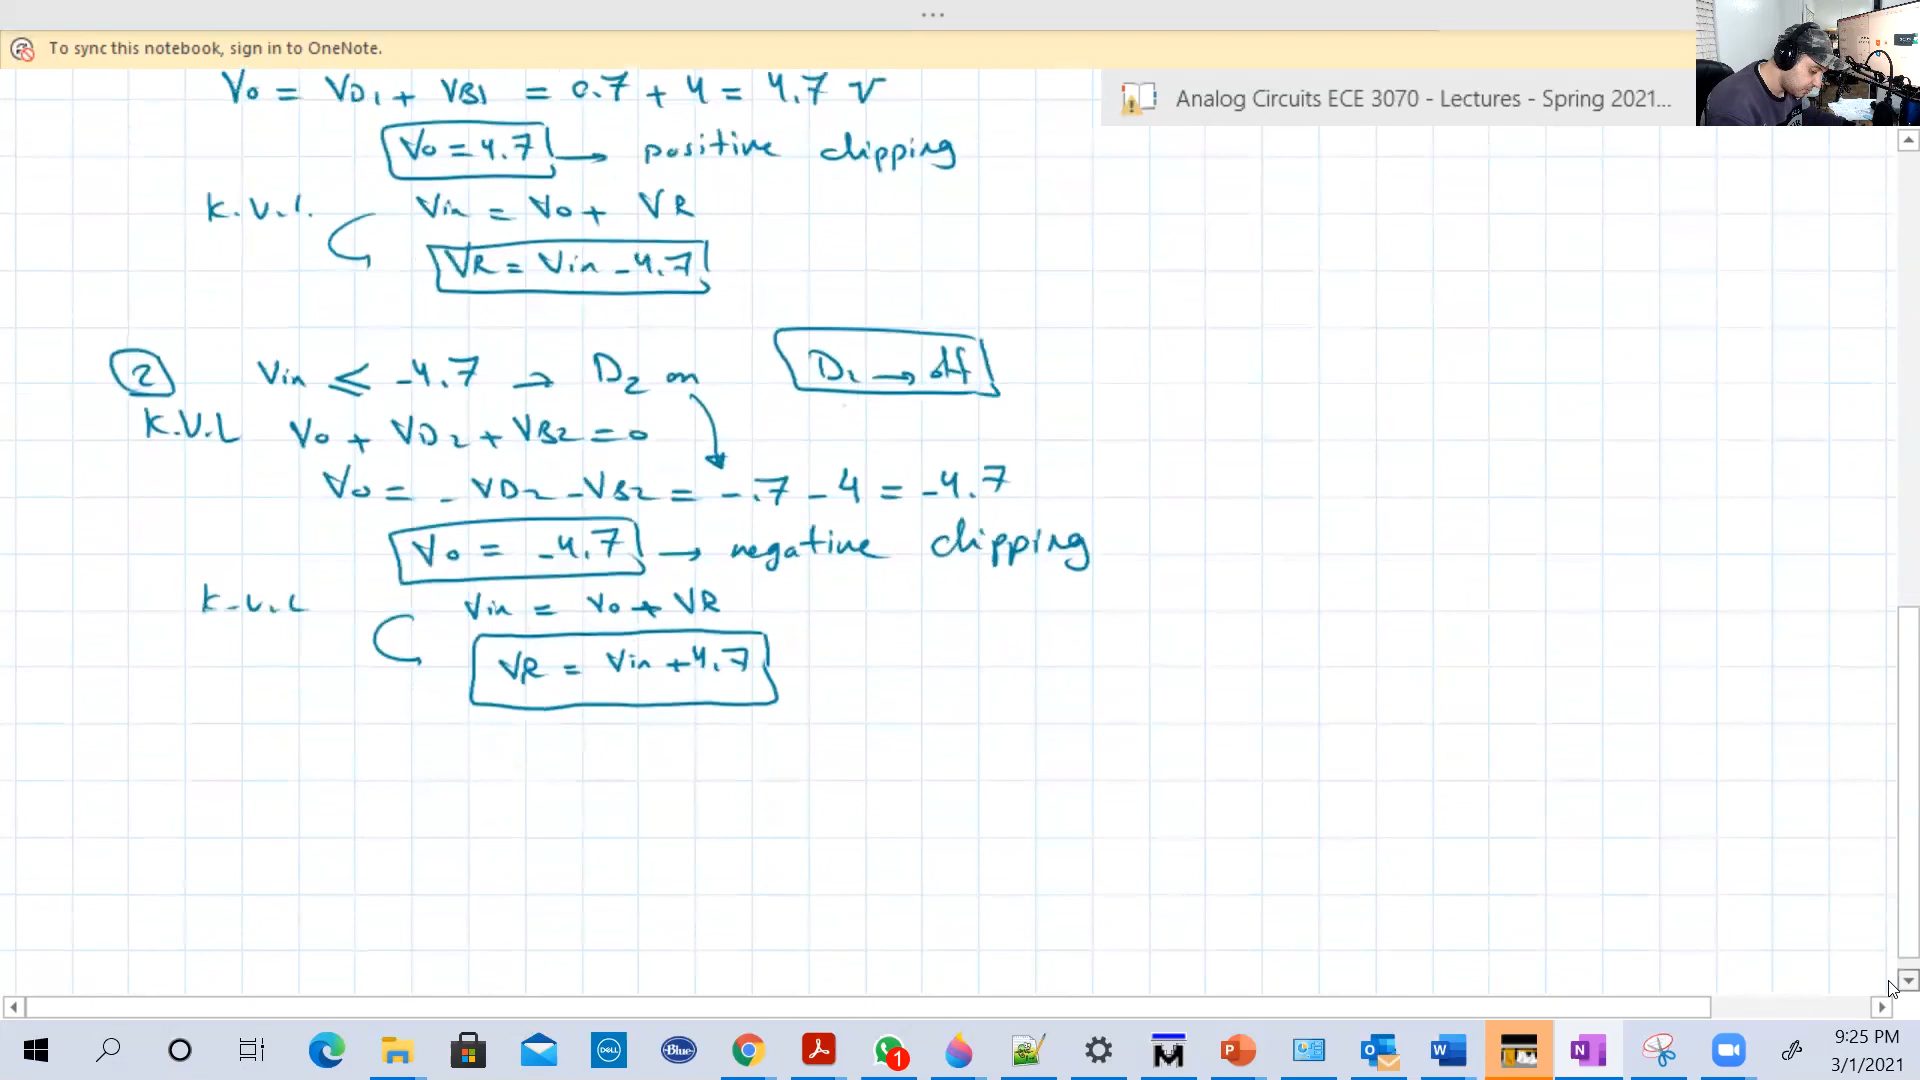 To sync this notebook, sign in to OneNote.
Analog Circuits ECE 3070 - Lectures - Spring 2021...
Vo = VD1 + VB1 = 0.7 + 4 = 4.7 V
Vo = 4.7 → positive clipping
K.V.L. Vin = Vo + VR
VR = Vin - 4.7
2 Vin ≤ -4.7 → D2 on D1 → off
K.V.L Vo + VD2 + VB2 = 0
Vo = - VD2 - VB2 = -.7 - 4 = -4.7
Vo = -4.7 → negative clipping
K.V.L Vin = Vo + VR
VR = Vin + 4.7
DELL
Blue
1
9:25 PM
3/1/2021